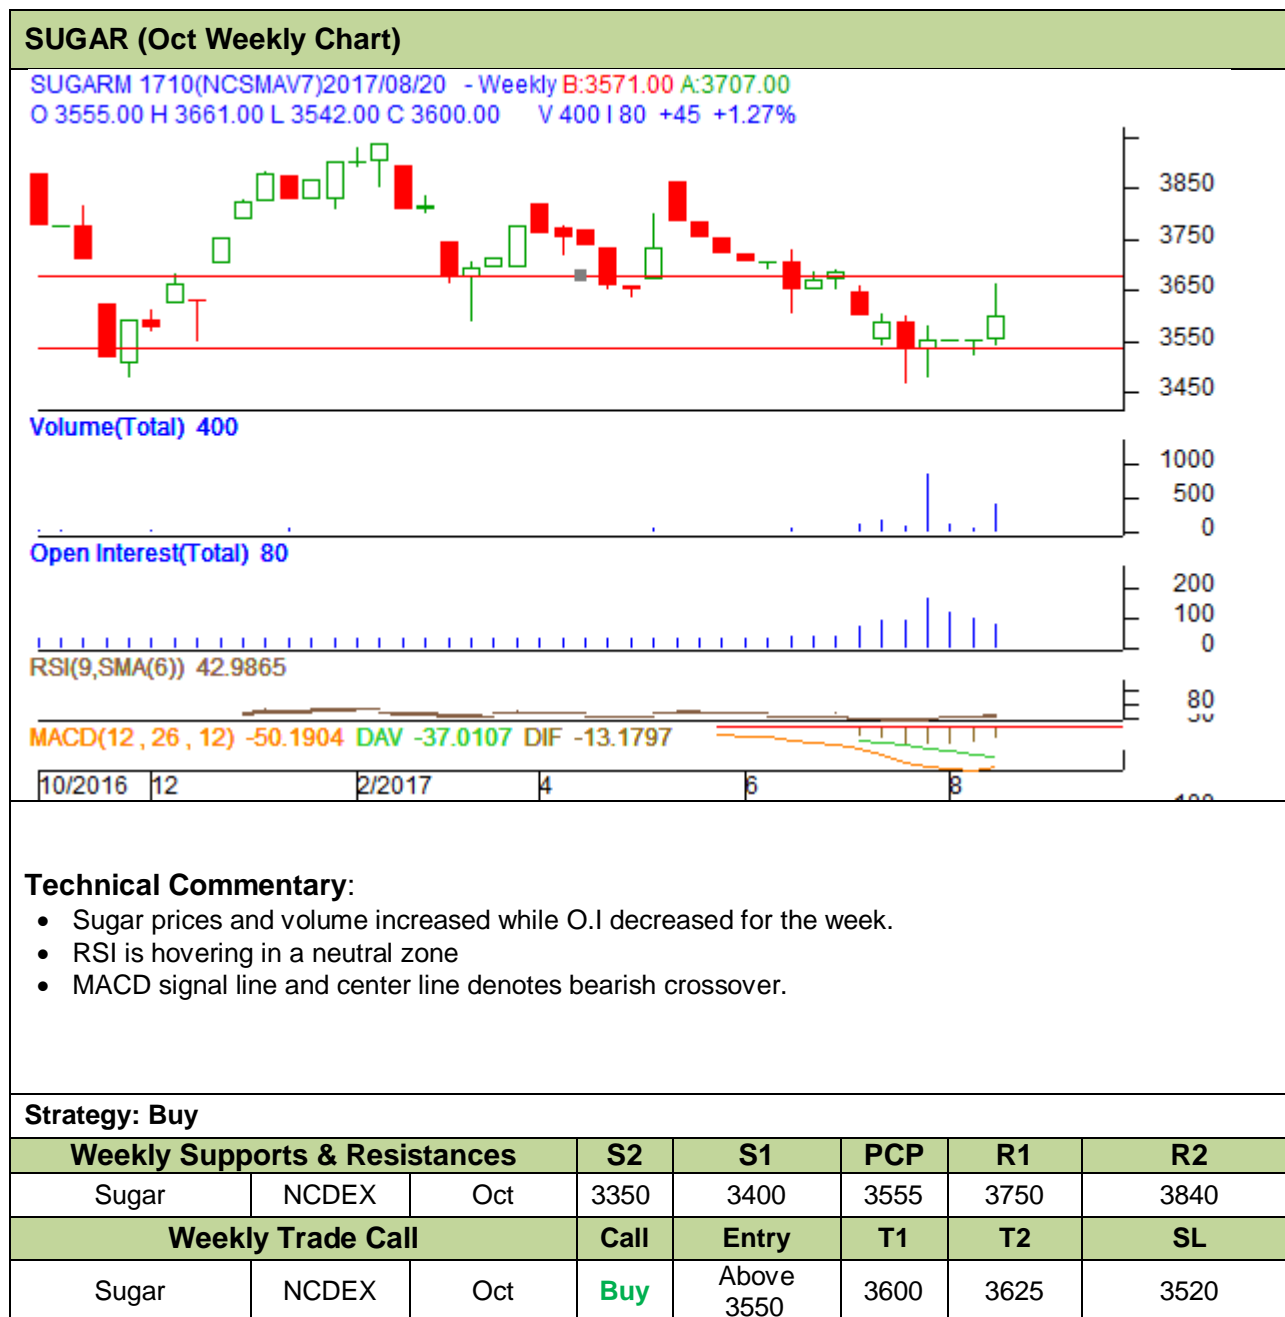 SUGAR (Oct Weekly Chart)
SUGARM 1710(NCSMAV7)2017/08/20 - Weekly B:3571.00 A:3707.00
O 3555.00 H 3661.00 L 3542.00 C 3600.00 V 400 I 80 +45 +1.27%
3850
3750
3650
3550
3450
Volume(Total) 400
1000
500
0
Open Interest(Total) 80
200
100
0
RSI(9,SMA(6)) 42.9865
80
MACD(12 , 26 , 12) -50.1904 DAV -37.0107 DIF -13.1797
10/2016 12 2/2017 4 6 8
Technical Commentary:
• Sugar prices and volume increased while O.I decreased for the week.
• RSI is hovering in a neutral zone
• MACD signal line and center line denotes bearish crossover.
Strategy: Buy
Weekly Supports & Resistances S2 S1 PCP R1 R2
Sugar NCDEX Oct 3350 3400 3555 3750 3840
Weekly Trade Call Call Entry T1 T2 SL
Sugar NCDEX Oct Buy Above 3550 3600 3625 3520